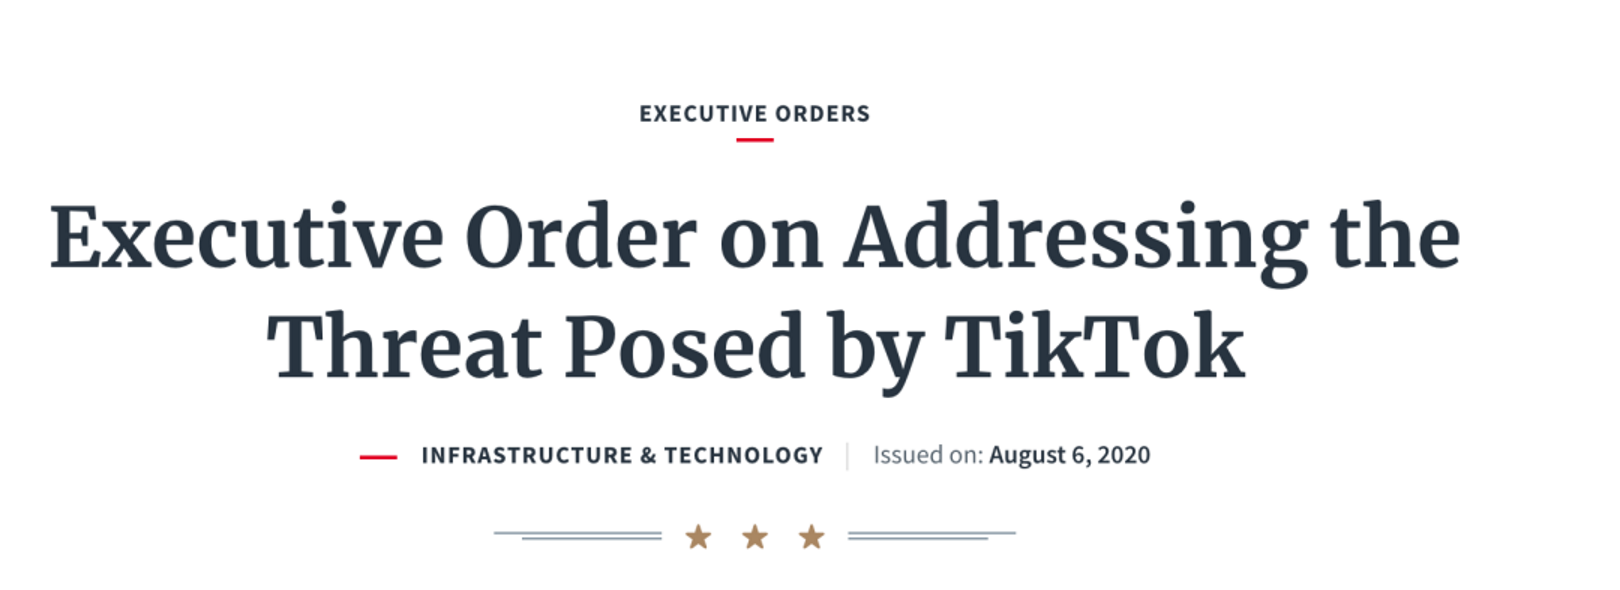 EXECUTIVE ORDERS
Executive Order on Addressing the
Threat Posed by TikTok
INFRASTRUCTURE & TECHNOLOGY Issued on: August 6, 2020